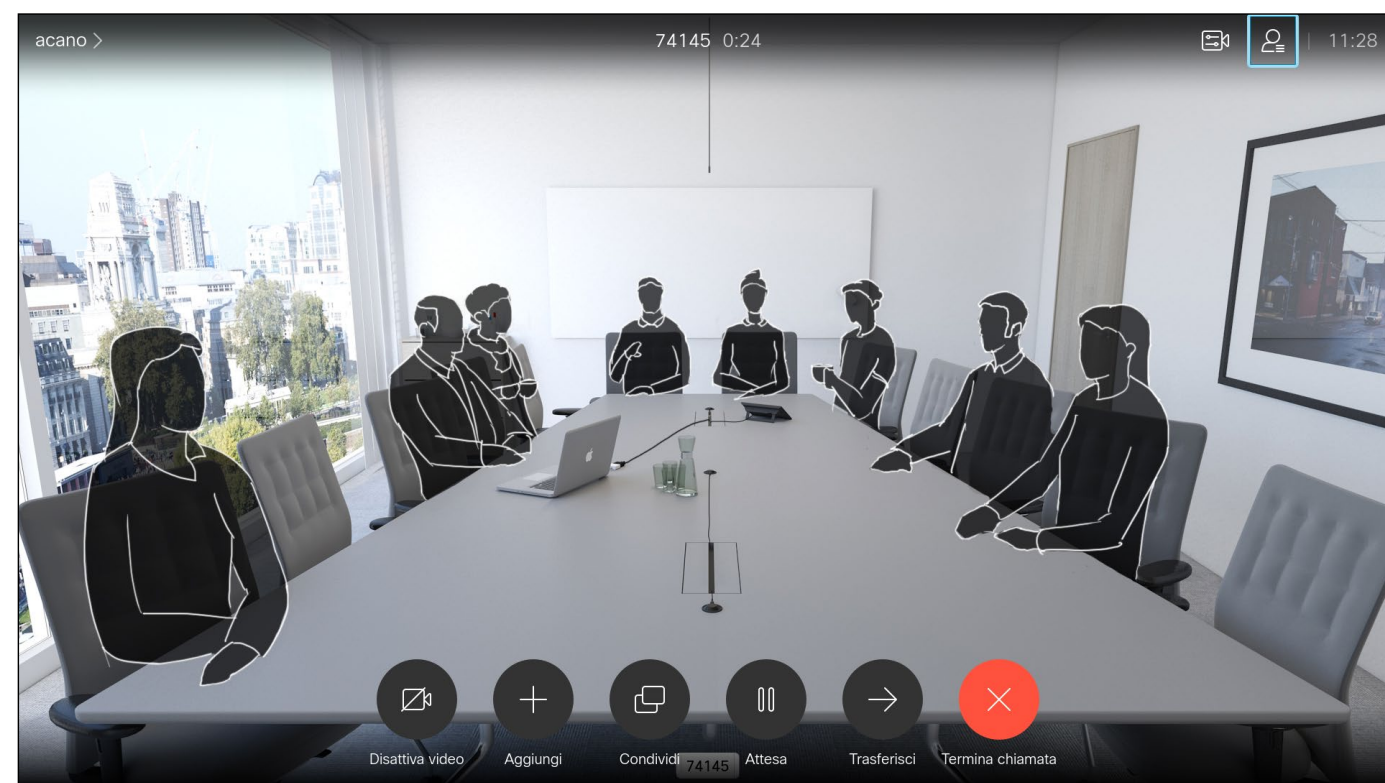 acano
74145 0:24
11:28
Disattiva video
Aggiungi
Condividi
74145
Attesa
Trasferisci
Termina chiamata